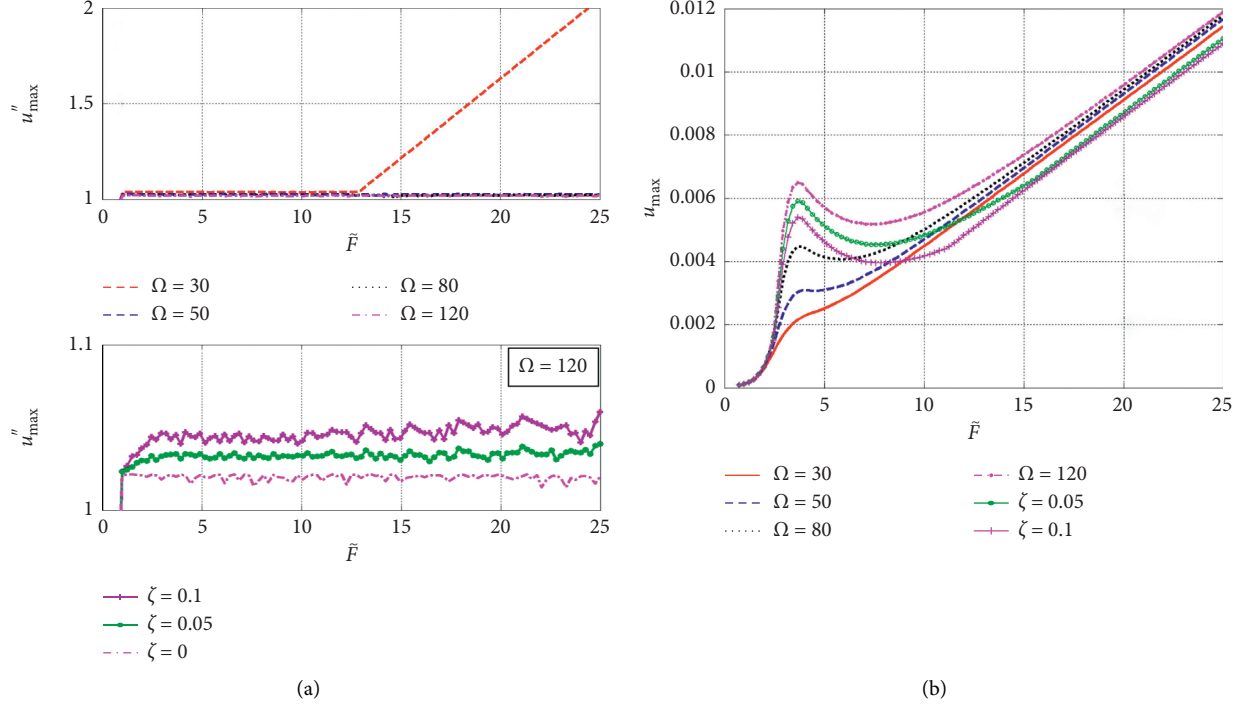 2
1.5
1
u″max
0 5 10 15 20 25
F̃
Ω = 30
Ω = 50
Ω = 80
Ω = 120
1.1
1
u″max
Ω = 120
0 5 10 15 20 25
F̃
ζ = 0.1
ζ = 0.05
ζ = 0
(a)
0.012
0.01
0.008
0.006
0.004
0.002
0
umax
0 5 10 15 20 25
F̃
Ω = 30
Ω = 50
Ω = 80
Ω = 120
ζ = 0.05
ζ = 0.1
(b)